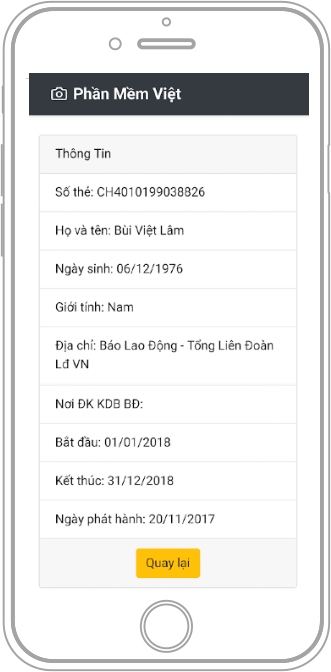 Phần Mềm Việt
Thông Tin
Số thẻ: CH4010199038826
Họ và tên: Bùi Việt Lâm
Ngày sinh: 06/12/1976
Giới tính: Nam
Địa chỉ: Báo Lao Động - Tổng Liên Đoàn
Lđ VN
Nơi ĐK KDB BĐ:
Bắt đầu: 01/01/2018
Kết thúc: 31/12/2018
Ngày phát hành: 20/11/2017
Quay lại